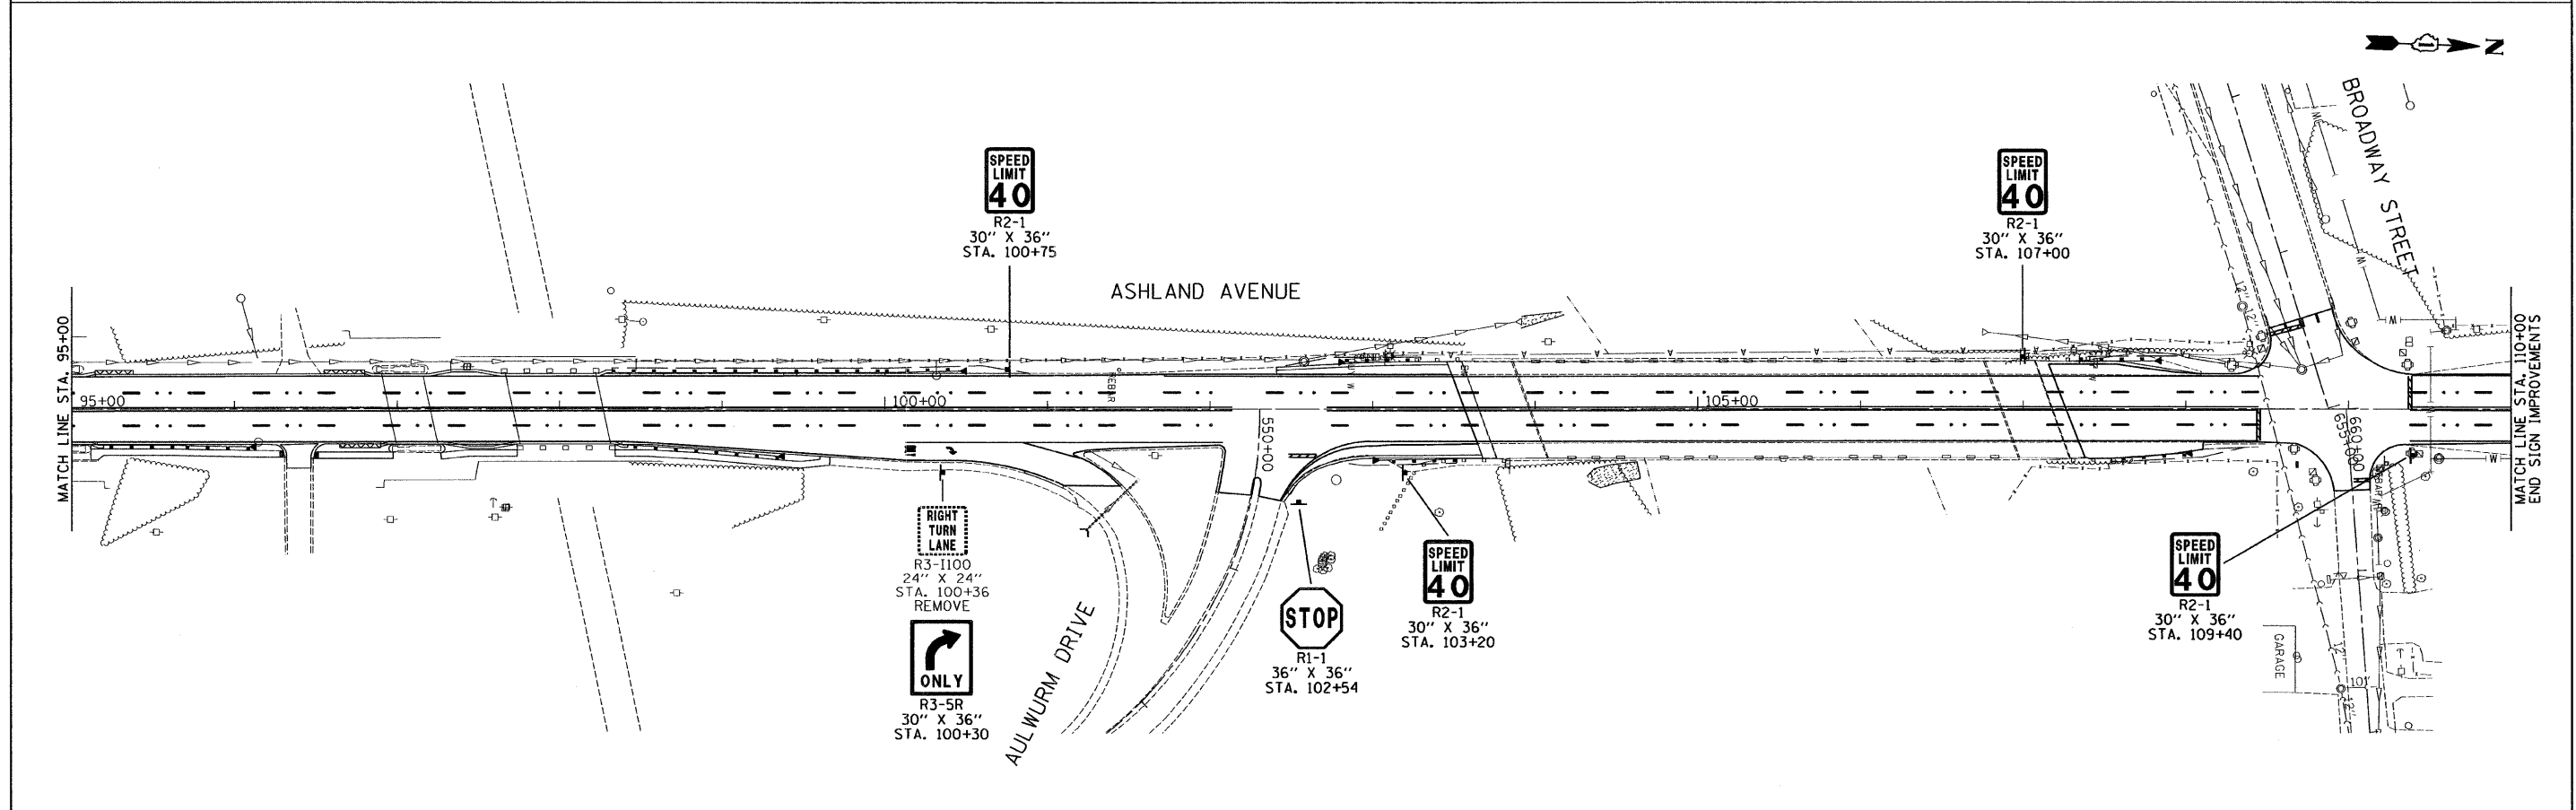 N
BROADWAY STREET
SPEED
LIMIT
40
R2-1
30" X 36"
STA. 100+75
SPEED
LIMIT
40
R2-1
30" X 36"
STA. 107+00
ASHLAND AVENUE
MATCH LINE STA. 95+00
95+00
100+00
105+00
550+00
660+00
MATCH LINE STA. 110+00
END SIGN IMPROVEMENTS
12"
12"
RIGHT
TURN
LANE
R3-I100
24" X 24"
STA. 100+36
REMOVE
ONLY
R3-5R
30" X 36"
STA. 100+30
AULWURM DRIVE
STOP
R1-1
36" X 36"
STA. 102+54
SPEED
LIMIT
40
R2-1
30" X 36"
STA. 103+20
SPEED
LIMIT
40
R2-1
30" X 36"
STA. 109+40
GARAGE
12"
10"
12"